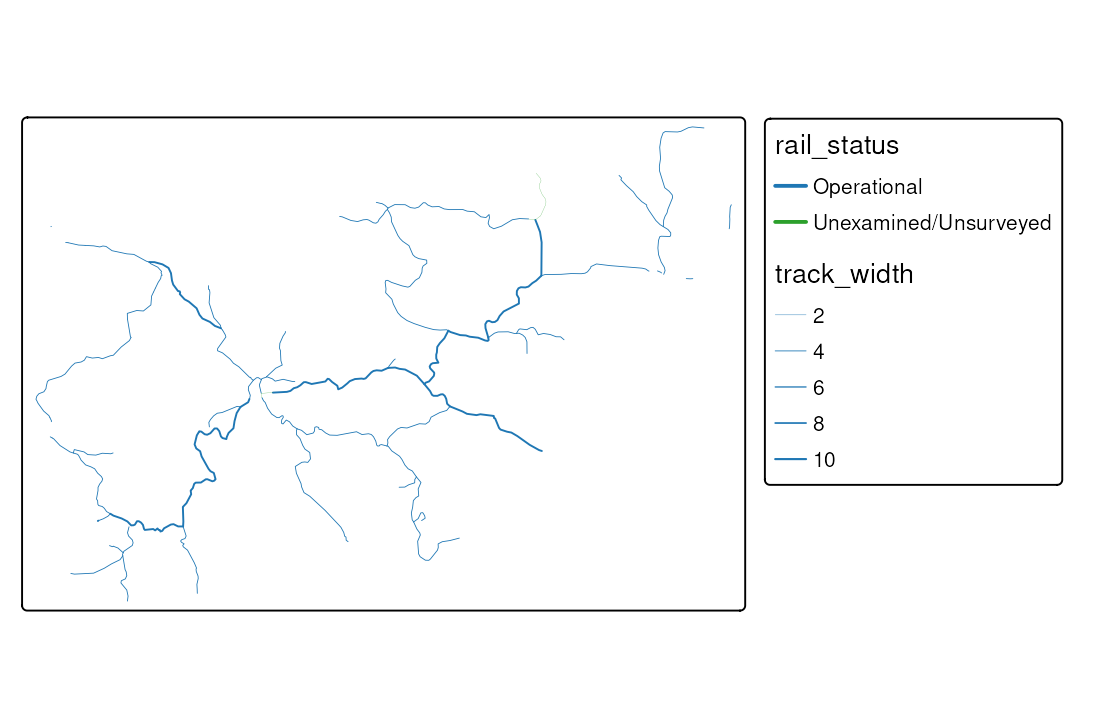 rail_status
Operational
Unexamined/Unsurveyed
track_width
2
4
6
8
10